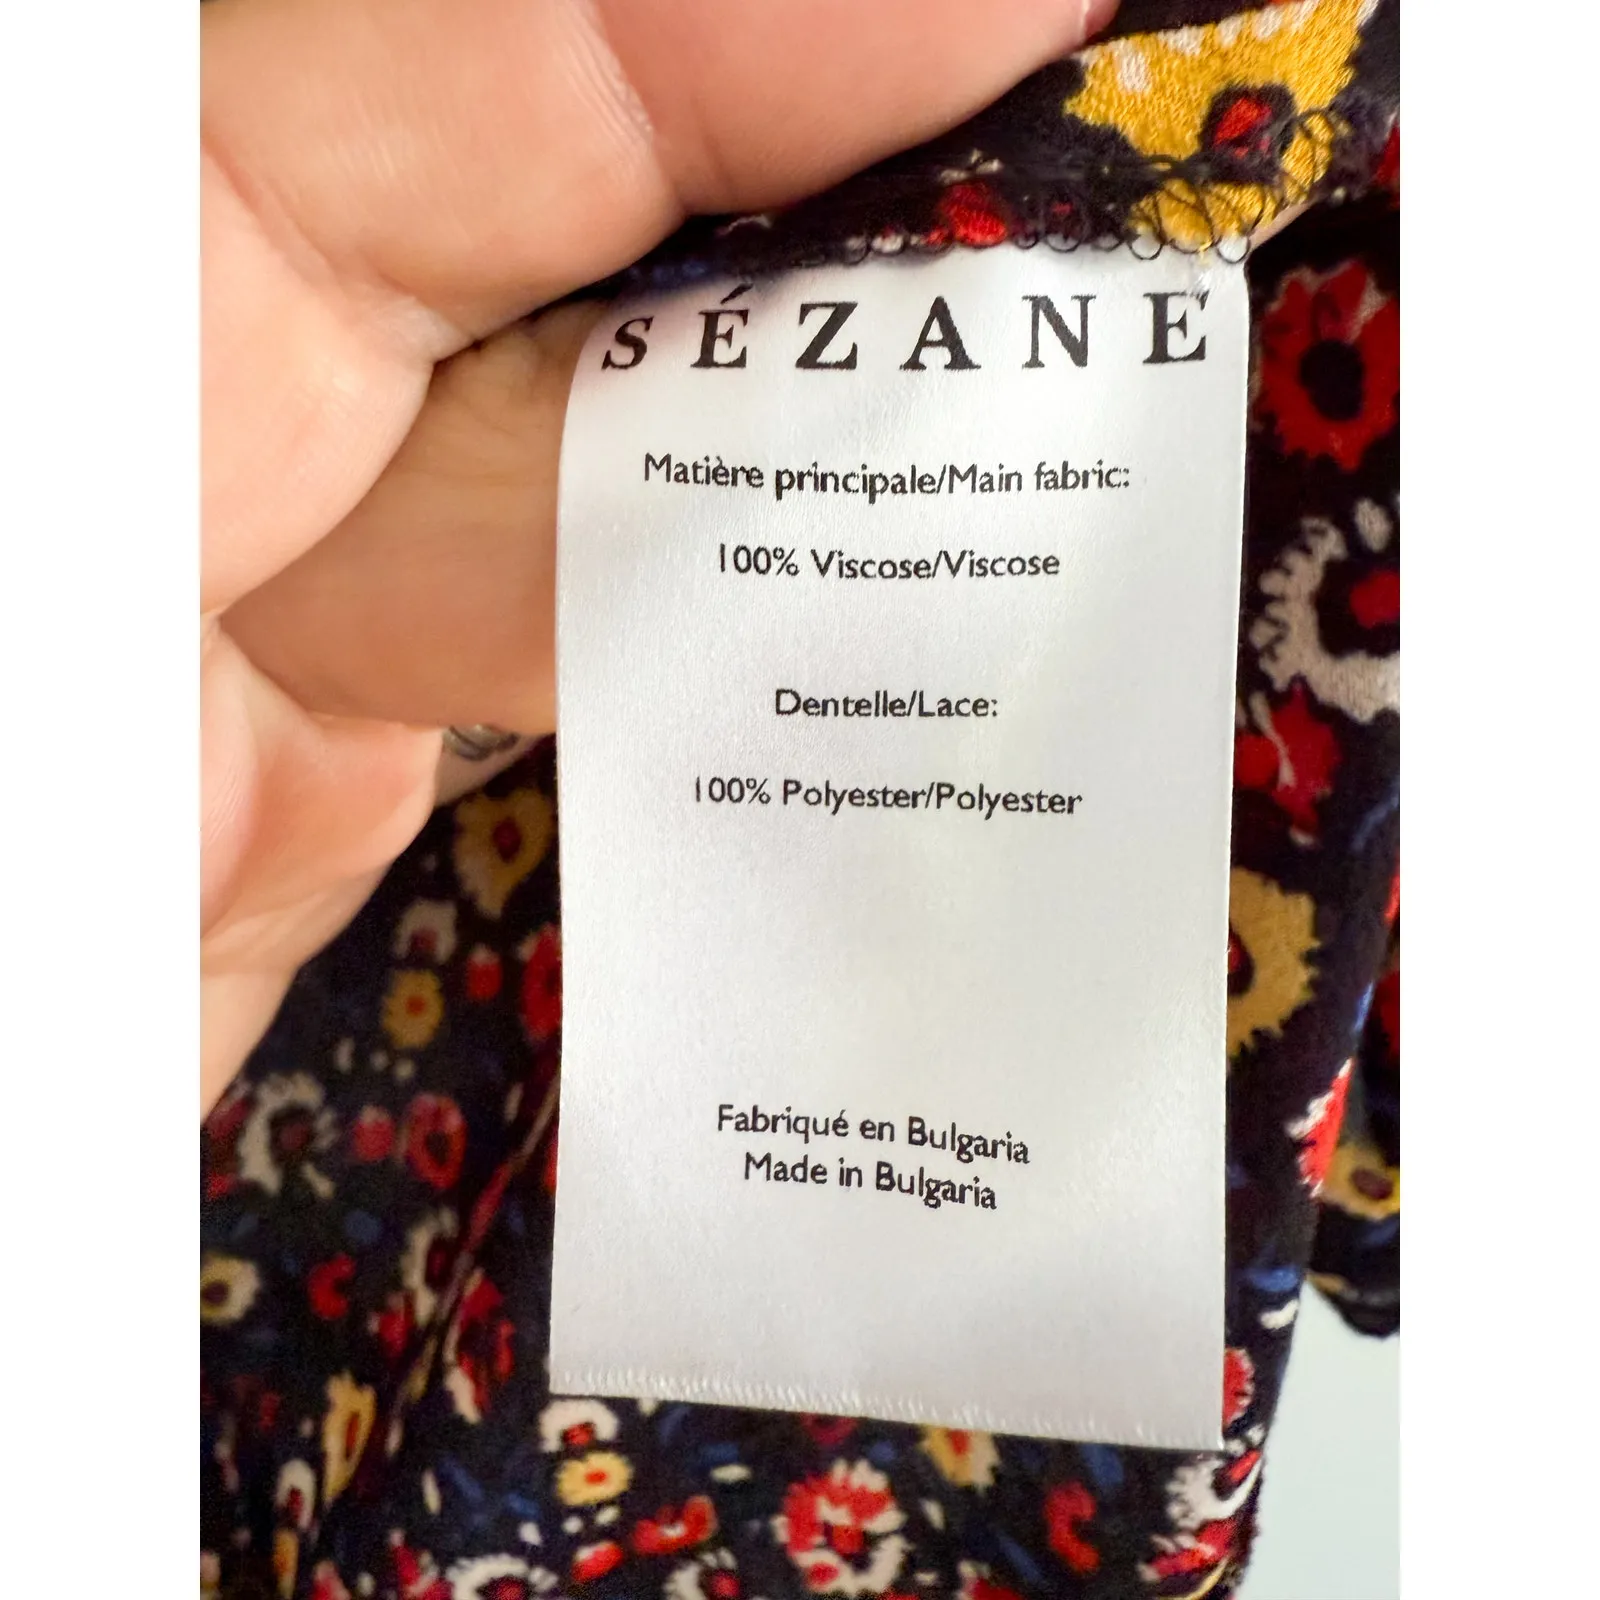 SÉZANE
Matière principale/Main fabric:
100% Viscose/Viscose
Dentelle/Lace:
100% Polyester/Polyester
Fabriqué en Bulgaria
Made in Bulgaria